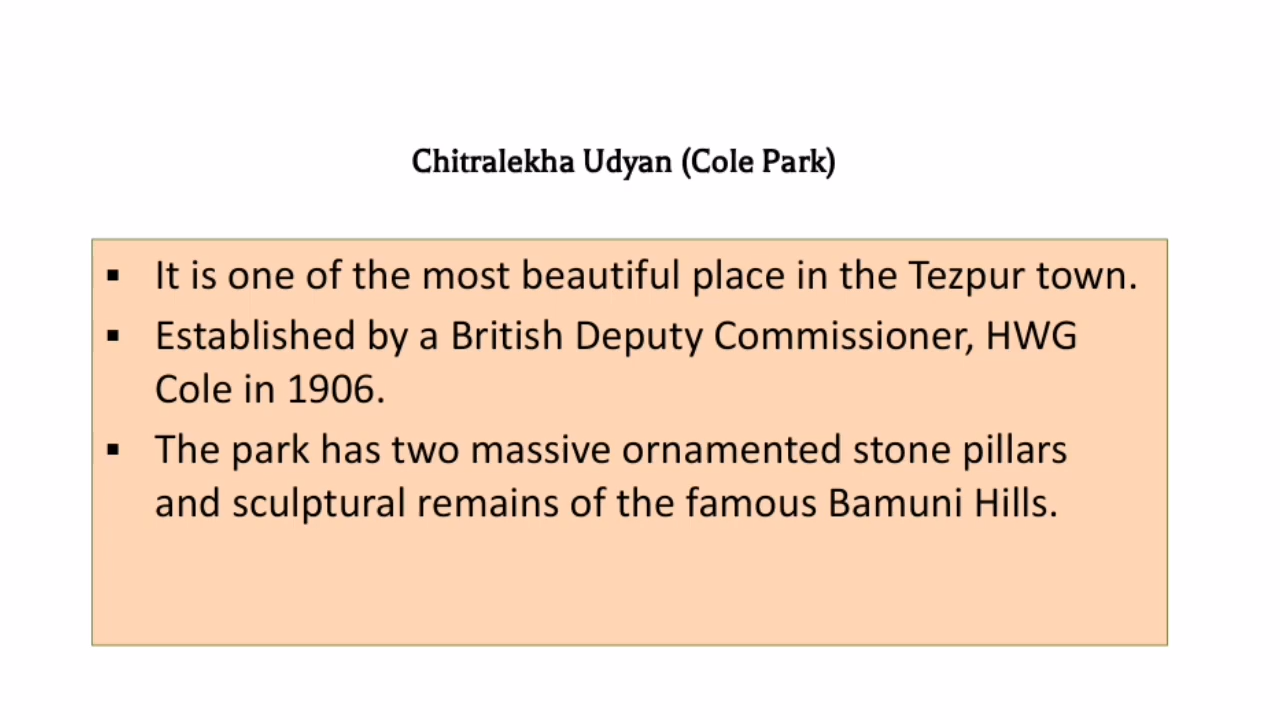 Chitralekha Udyan (Cole Park)
▪ It is one of the most beautiful place in the Tezpur town.
▪ Established by a British Deputy Commissioner, HWG
Cole in 1906.
▪ The park has two massive ornamented stone pillars
and sculptural remains of the famous Bamuni Hills.